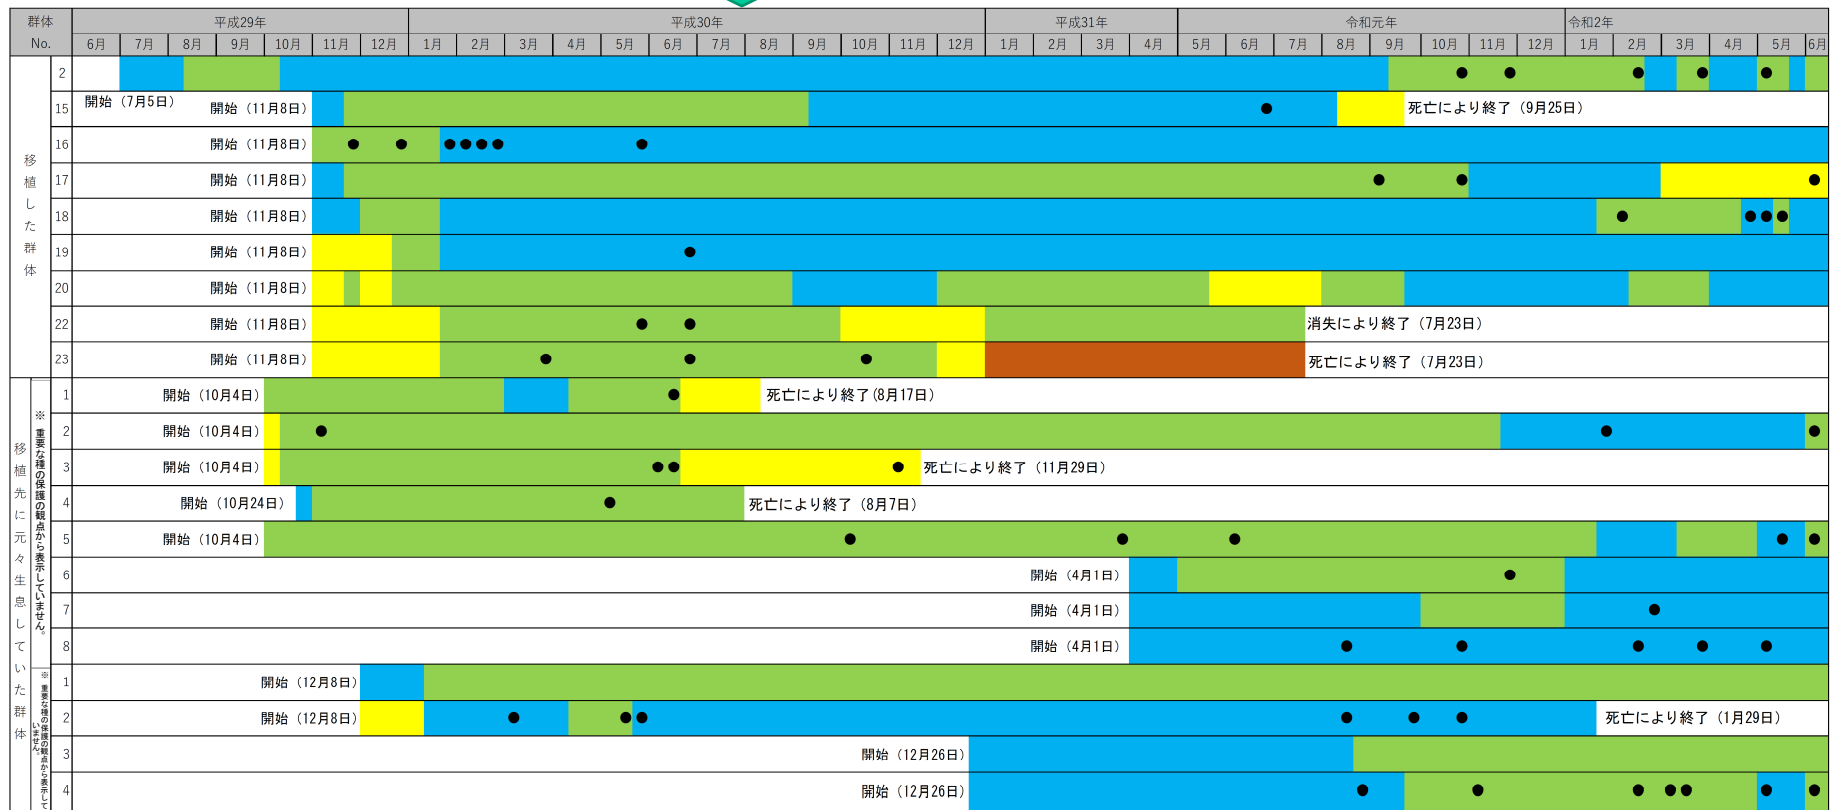 群体 平成29年 平成30年 平成31年 令和元年 令和2年
No. 6月 7月 8月 9月 10月 11月 12月 1月 2月 3月 4月 5月 6月 7月 8月 9月 10月 11月 12月 1月 2月 3月 4月 5月 6月 7月 8月 9月 10月 11月 12月 1月 2月 3月 4月 5月 6月
移植した群体
2
開始（7月5日）
15 開始（11月8日） 死亡により終了（9月25日）
16 開始（11月8日）
17 開始（11月8日）
18 開始（11月8日）
19 開始（11月8日）
20 開始（11月8日）
22 開始（11月8日） 消失により終了（7月23日）
23 開始（11月8日） 死亡により終了（7月23日）
移植先に元々生息していた群体
※ 重要な種の保護の観点から表示していません。
1 開始（10月4日） 死亡により終了(8月17日）
2 開始（10月4日）
3 開始（10月4日） 死亡により終了（11月29日）
4 開始（10月24日） 死亡により終了（8月7日）
5 開始（10月4日）
6 開始（4月1日）
7 開始（4月1日）
8 開始（4月1日）
※ 重要な種の保護の観点から表示して
いません。
1 開始（12月8日）
2 開始（12月8日） 死亡により終了（1月29日）
3 開始（12月26日）
4 開始（12月26日）